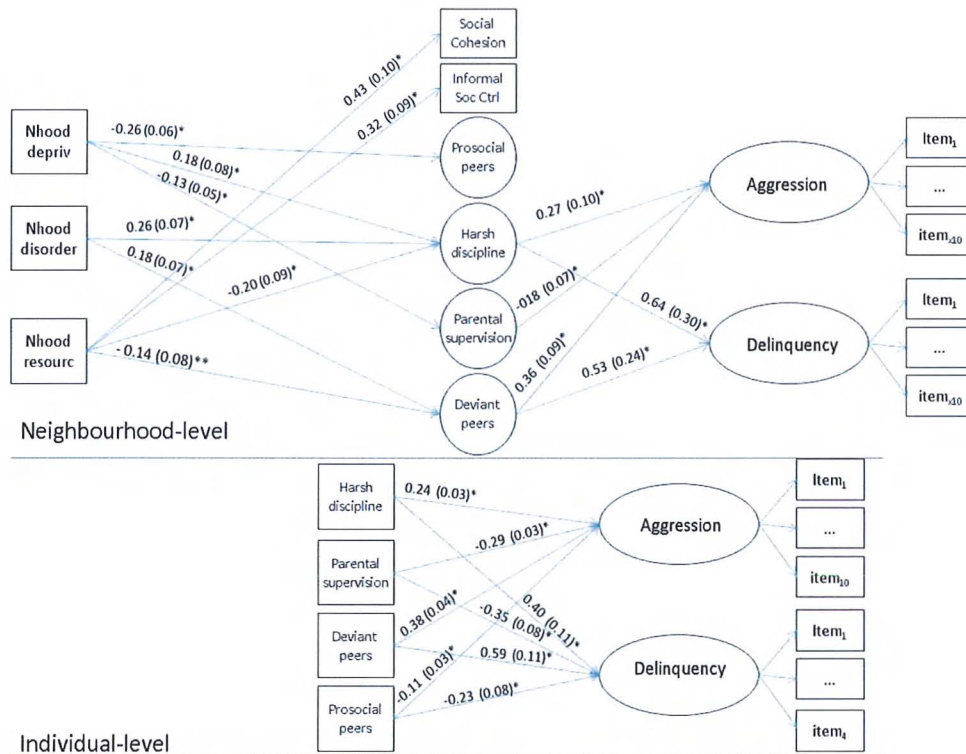 Social
Cohesion
Informal
Soc Ctrl
0.43 (0.10)*
0.32 (0.09)*
Nhood
depriv
-0.26 (0.06)*
0.18 (0.08)*
-0.13 (0.05)*
Prosocial
peers
Nhood
disorder
0.26 (0.07)*
0.18 (0.07)*
Harsh
discipline
Nhood
resourc
-0.20 (0.09)*
- 0.14 (0.08)**
Parental
supervision
Deviant
peers
0.27 (0.10)*
-018 (0.07)*
0.64 (0.30)*
0.36 (0.09)*
0.53 (0.24)*
Aggression
Item1
...
item10
Delinquency
Item1
...
item10
Neighbourhood-level
Harsh
discipline
Parental
supervision
Deviant
peers
Prosocial
peers
0.24 (0.03)*
-0.29 (0.03)*
0.40 (0.11)*
0.38 (0.04)*
-0.35 (0.08)*
0.59 (0.11)*
-0.11 (0.03)*
-0.23 (0.08)*
Aggression
Item1
...
item10
Delinquency
Item1
...
item4
Individual-level